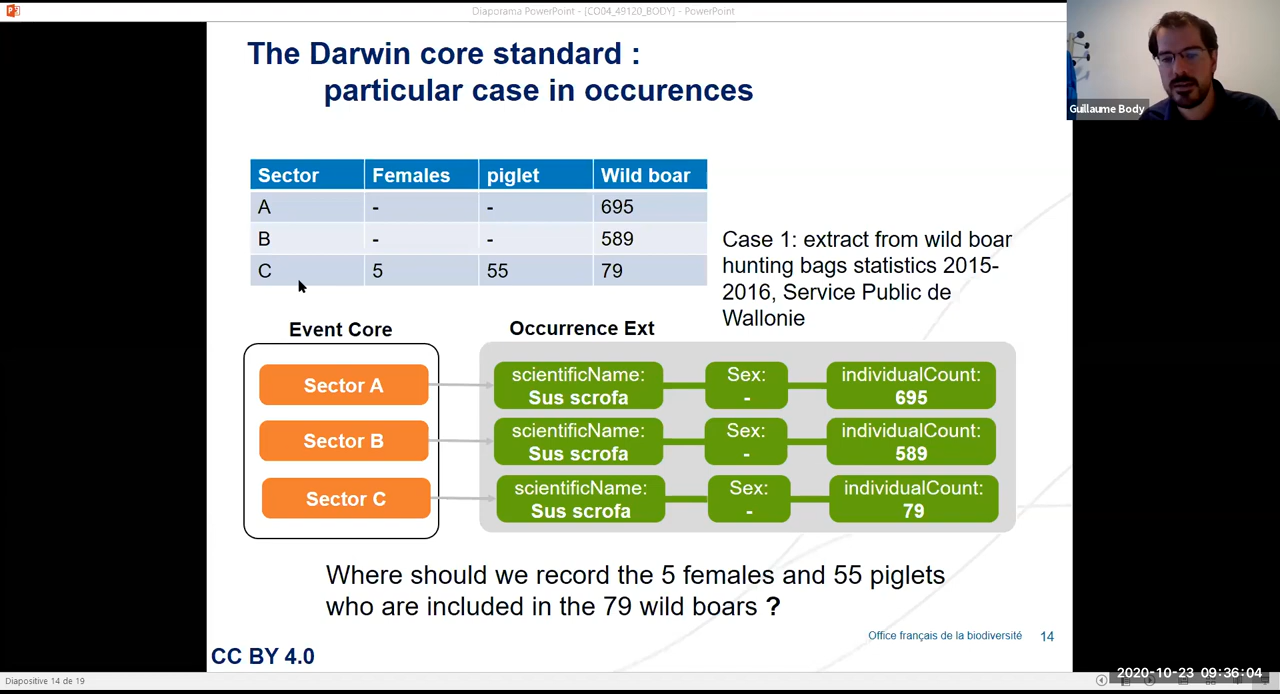 Diaporama PowerPoint - [CO04_49120_BODY] - PowerPoint
Guillaume Body
The Darwin core standard :
particular case in occurences
Sector Females piglet Wild boar
A - - 695
B - - 589
C 5 55 79
Case 1: extract from wild boar
hunting bags statistics 2015-
2016, Service Public de
Wallonie
Event Core Occurrence Ext
Sector A
scientificName: Sex: individualCount:
Sus scrofa - 695
Sector B
scientificName: Sex: individualCount:
Sus scrofa - 589
Sector C
scientificName: Sex: individualCount:
Sus scrofa - 79
Where should we record the 5 females and 55 piglets
who are included in the 79 wild boars ?
Office français de la biodiversité 14
CC BY 4.0
Diapositive 14 de 19
2020-10-23 09:36:04